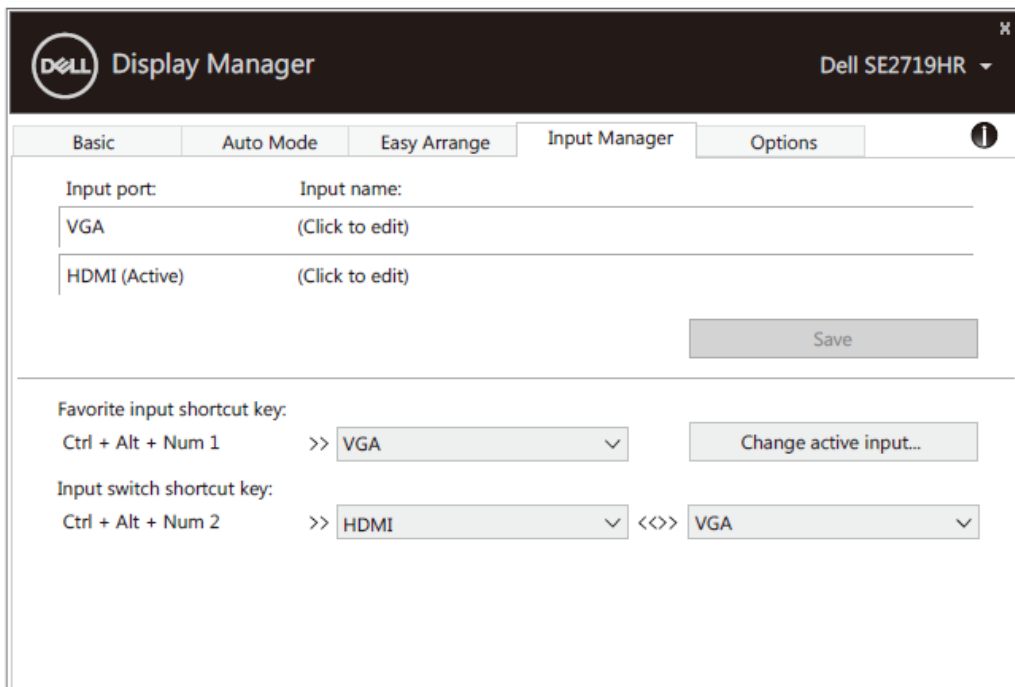 DELL Display Manager
Dell SE2719HR
Basic Auto Mode Easy Arrange Input Manager Options
Input port: Input name:
VGA (Click to edit)
HDMI (Active) (Click to edit)
Save
Favorite input shortcut key:
Ctrl + Alt + Num 1 >> VGA Change active input...
Input switch shortcut key:
Ctrl + Alt + Num 2 >> HDMI <<>> VGA